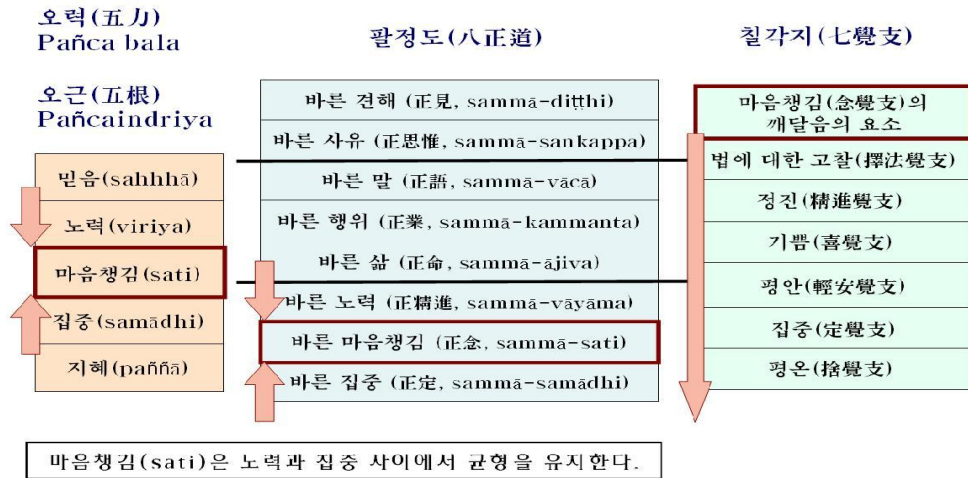 오력(五力)
Pañca bala
오근(五根)
Pañcaindriya
믿음(sahhhā)
노력(viriya)
마음챙김(sati)
집중(samādhi)
지혜(paññā)
팔정도(八正道)
바른 견해 (正見, sammā-diṭṭhi)
바른 사유 (正思惟, sammā-sankappa)
바른 말 (正語, sammā-vācā)
바른 행위 (正業, sammā-kammanta)
바른 삶 (正命, sammā-ājiva)
바른 노력 (正精進, sammā-vāyāma)
바른 마음챙김 (正念, sammā-sati)
바른 집중 (正定, sammā-samādhi)
칠각지(七覺支)
마음챙김(念覺支)의
깨달음의 요소
법에 대한 고찰(擇法覺支)
정진(精進覺支)
기쁨(喜覺支)
평안(輕安覺支)
집중(定覺支)
평온(捨覺支)
마음챙김(sati)은 노력과 집중 사이에서 균형을 유지한다.